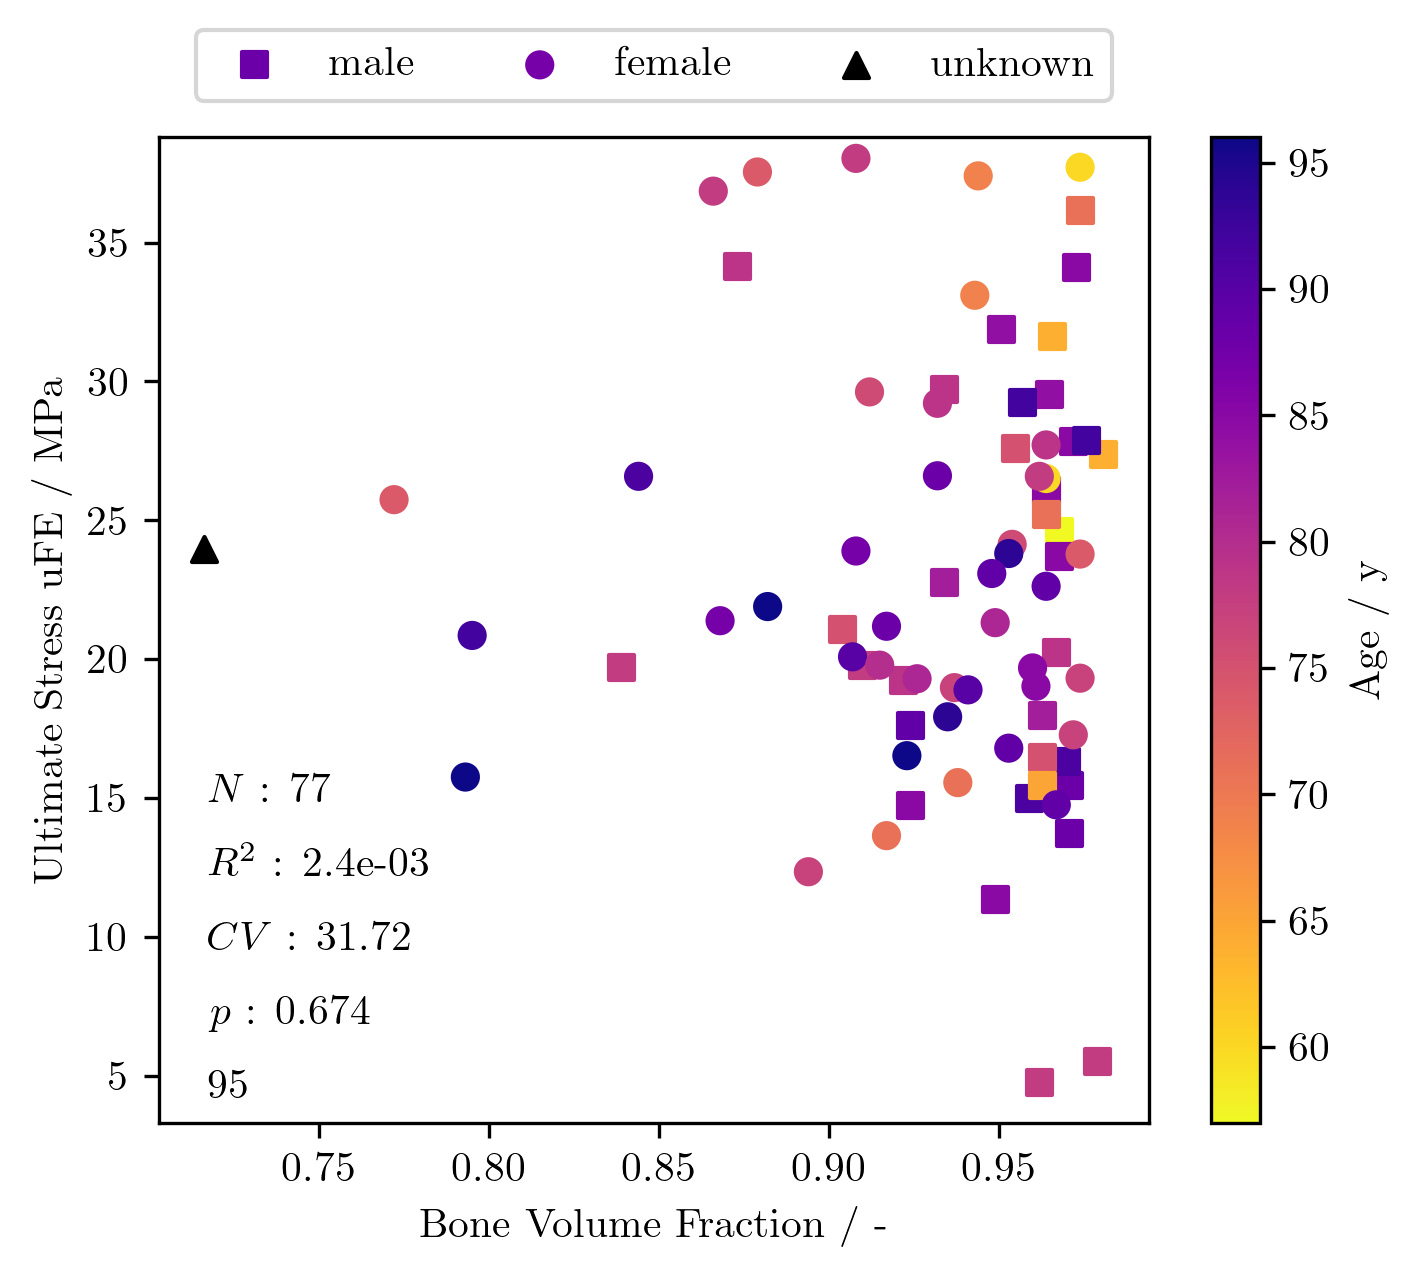 male female unknown
35
30
25
20
15
10
5
Ultimate Stress uFE / MPa
N : 77
R² : 2.4e-03
CV : 31.72
p : 0.674
95
0.75 0.80 0.85 0.90 0.95
Bone Volume Fraction / -
95
90
85
80
75
70
65
60
Age / y